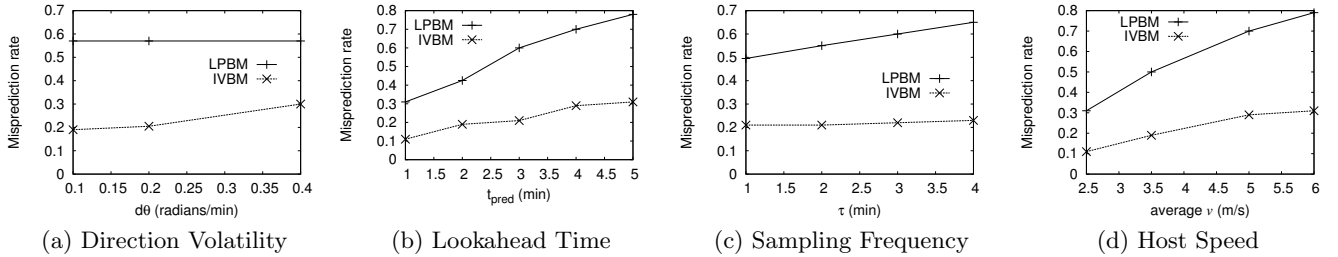 0.7
0.6
0.5
0.4
0.3
0.2
0.1
0
Misprediction rate
LPBM
IVBM
0.1 0.15 0.2 0.25 0.3 0.35 0.4
dθ (radians/min)
(a) Direction Volatility
0.8
0.7
0.6
0.5
0.4
0.3
0.2
0.1
0
Misprediction rate
LPBM
IVBM
1 1.5 2 2.5 3 3.5 4 4.5 5
t_pred (min)
(b) Lookahead Time
0.7
0.6
0.5
0.4
0.3
0.2
0.1
0
Misprediction rate
LPBM
IVBM
1 1.5 2 2.5 3 3.5 4
τ (min)
(c) Sampling Frequency
0.8
0.7
0.6
0.5
0.4
0.3
0.2
0.1
0
Misprediction rate
LPBM
IVBM
2.5 3 3.5 4 4.5 5 5.5 6
average v (m/s)
(d) Host Speed